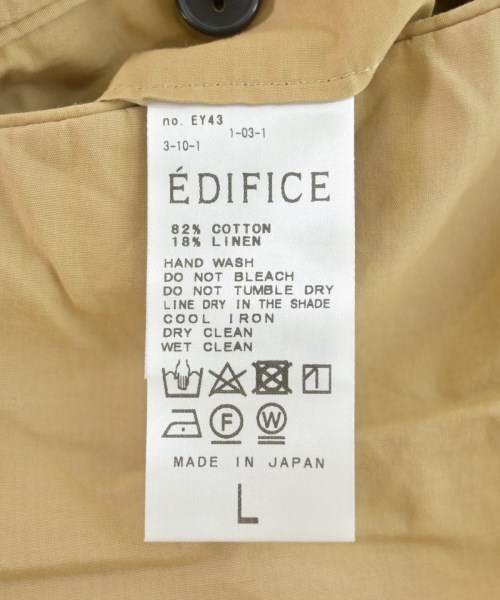 no. EY43
1-03-1
3-10-1
ÉDIFICE
82% COTTON
18% LINEN
HAND WASH
DO NOT BLEACH
DO NOT TUMBLE DRY
LINE DRY IN THE SHADE
COOL IRON
DRY CLEAN
WET CLEAN
F W
MADE IN JAPAN
L